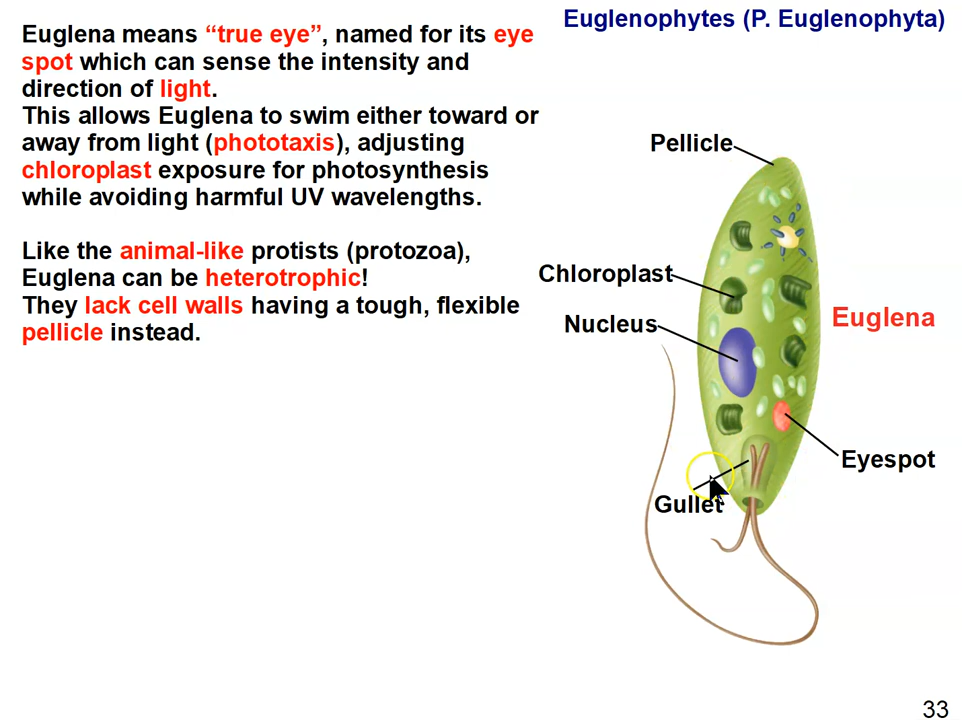 Euglenophytes (P. Euglenophyta)
Euglena means “true eye”, named for its eye
spot which can sense the intensity and
direction of light.
This allows Euglena to swim either toward or
away from light (phototaxis), adjusting
chloroplast exposure for photosynthesis
while avoiding harmful UV wavelengths.
Like the animal-like protists (protozoa),
Euglena can be heterotrophic!
They lack cell walls having a tough, flexible
pellicle instead.
Pellicle
Chloroplast
Nucleus
Euglena
Eyespot
Gullet
33